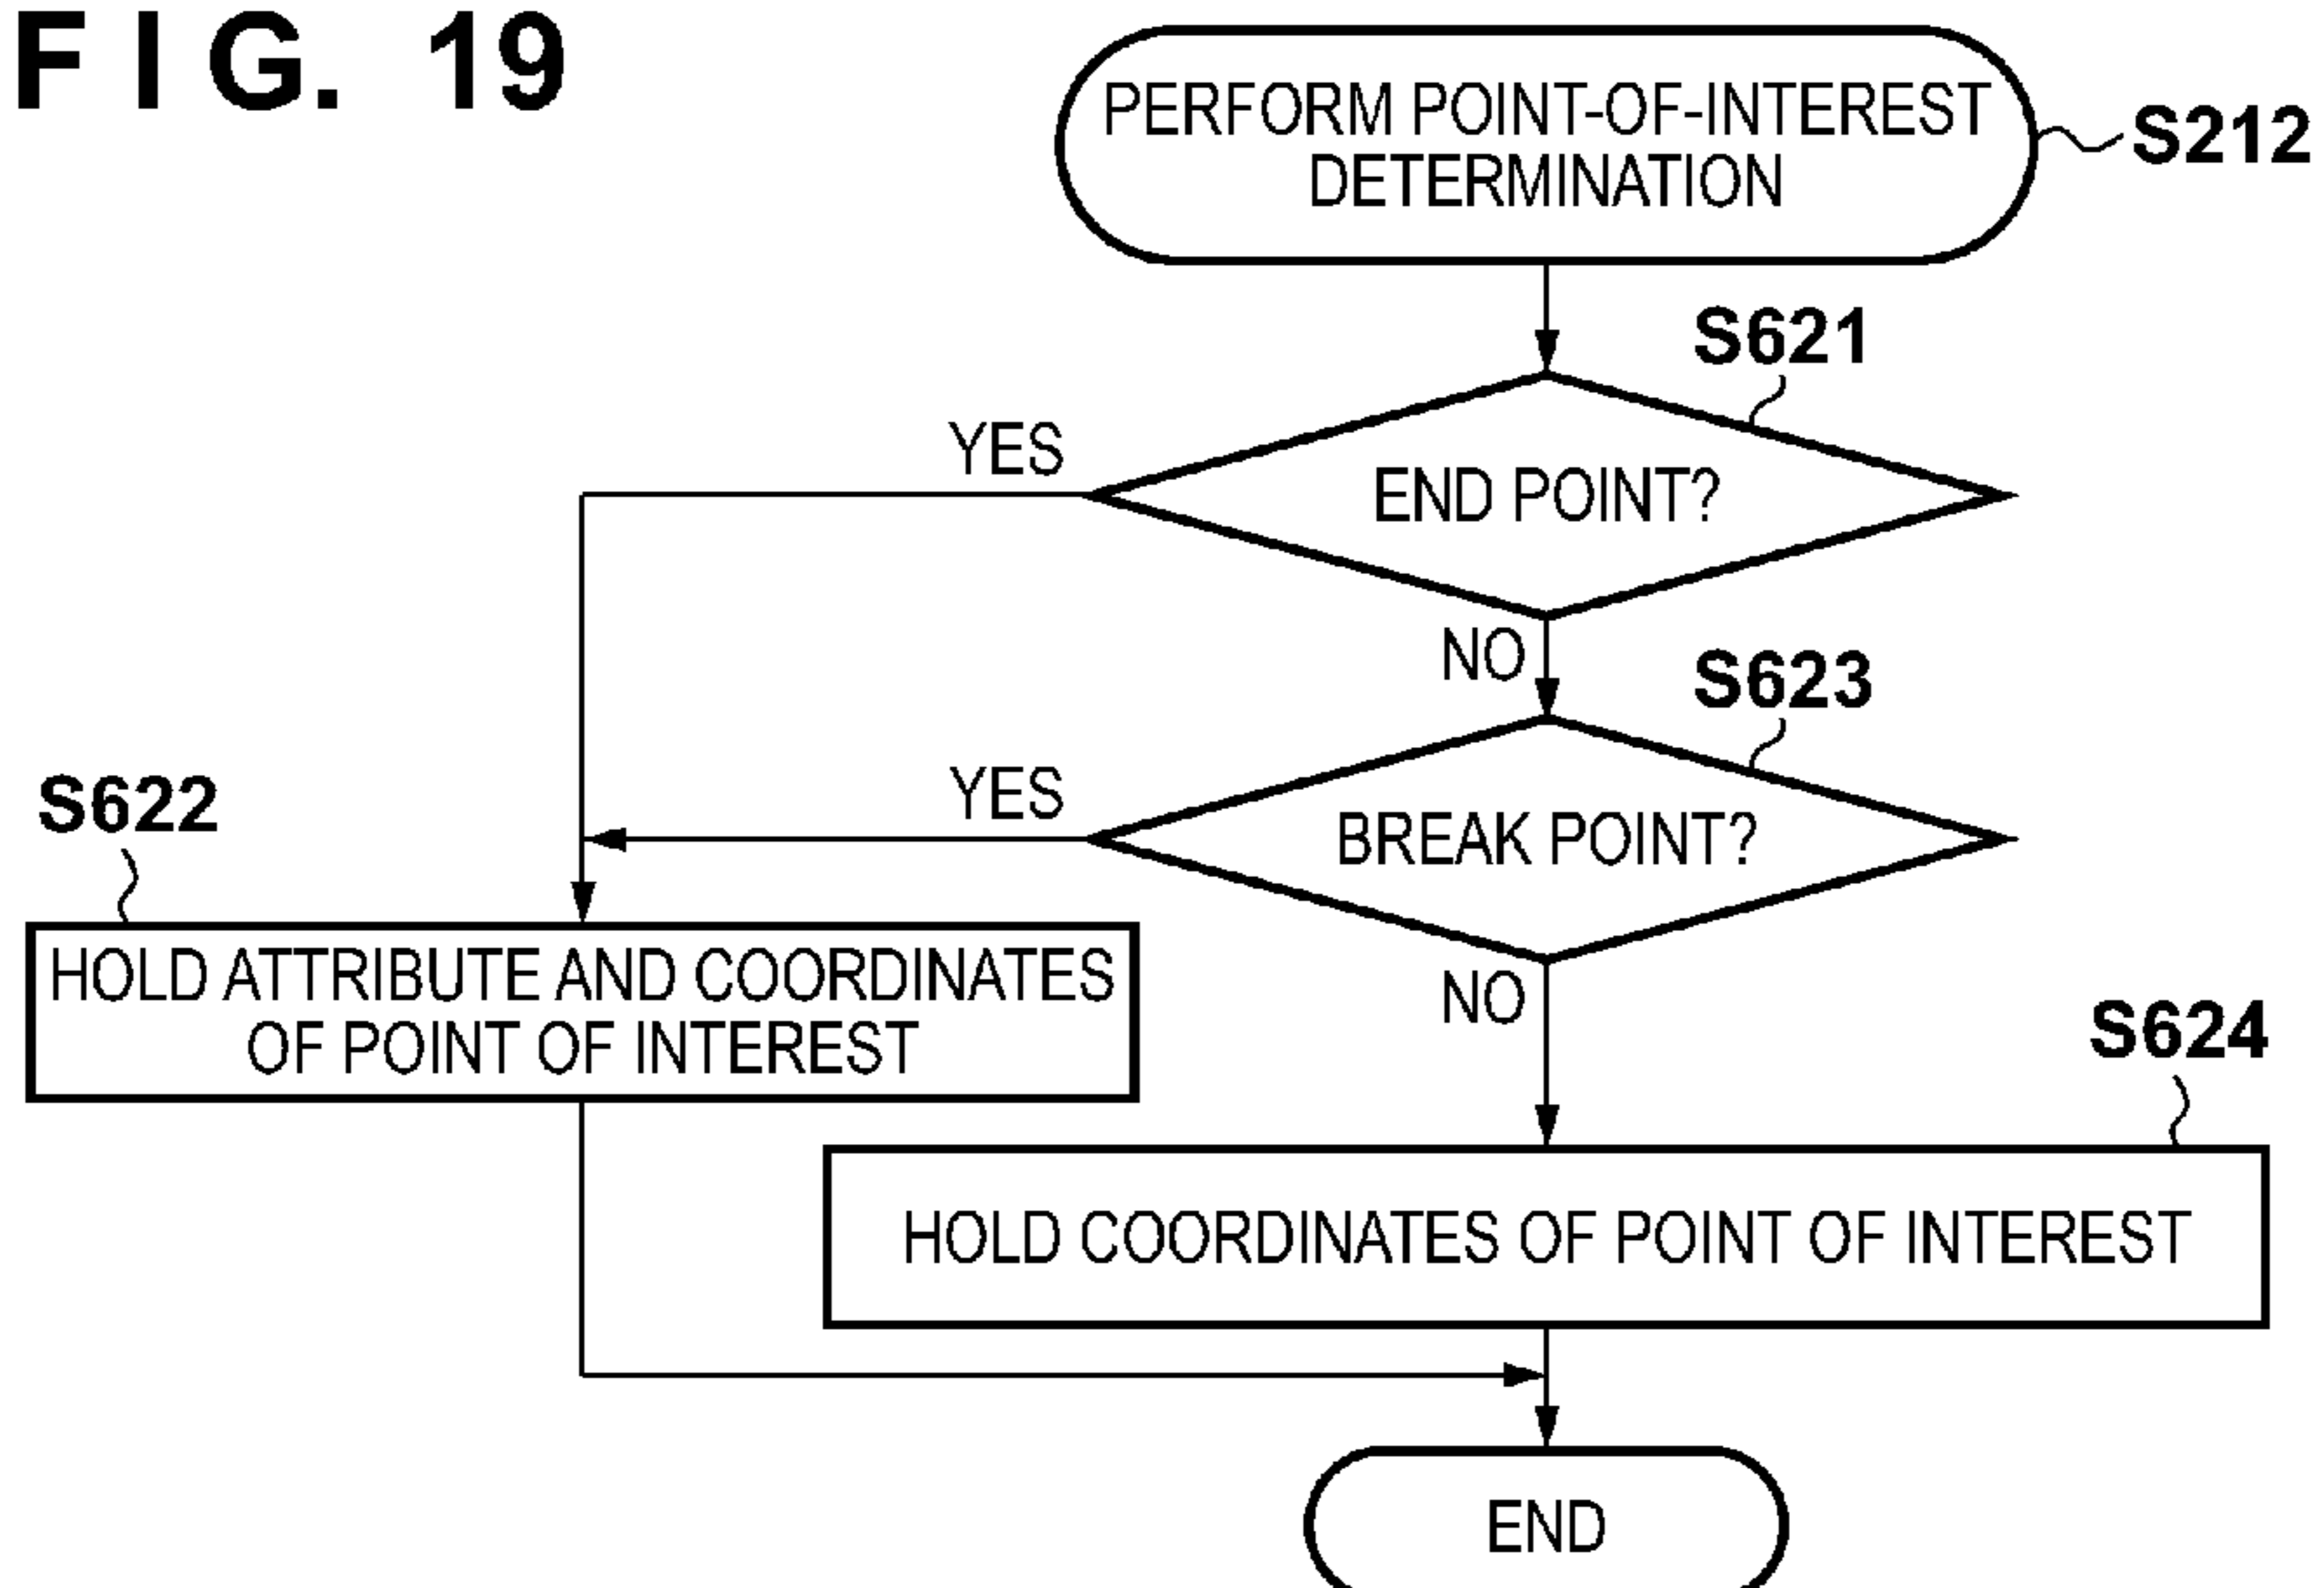 FIG. 19
PERFORM POINT-OF-INTEREST
DETERMINATION
S212
S621
YES
END POINT?
NO
S623
YES
BREAK POINT?
S622
HOLD ATTRIBUTE AND COORDINATES
OF POINT OF INTEREST
NO
S624
HOLD COORDINATES OF POINT OF INTEREST
END